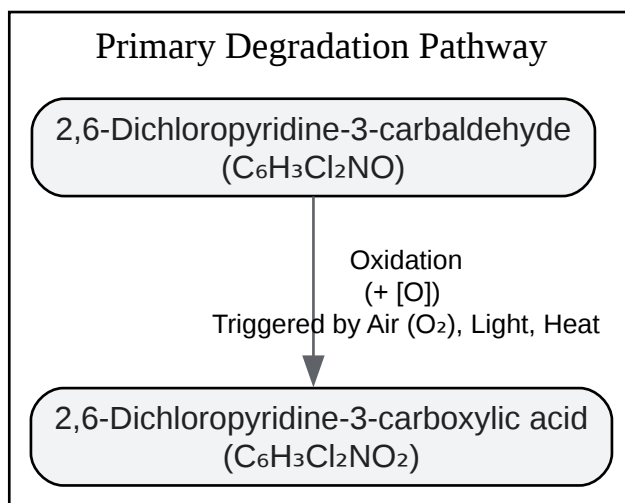 Primary Degradation Pathway
2,6-Dichloropyridine-3-carbaldehyde
(C₆H₃Cl₂NO)
Oxidation
(+ [O])
Triggered by Air (O₂), Light, Heat
2,6-Dichloropyridine-3-carboxylic acid
(C₆H₃Cl₂NO₂)